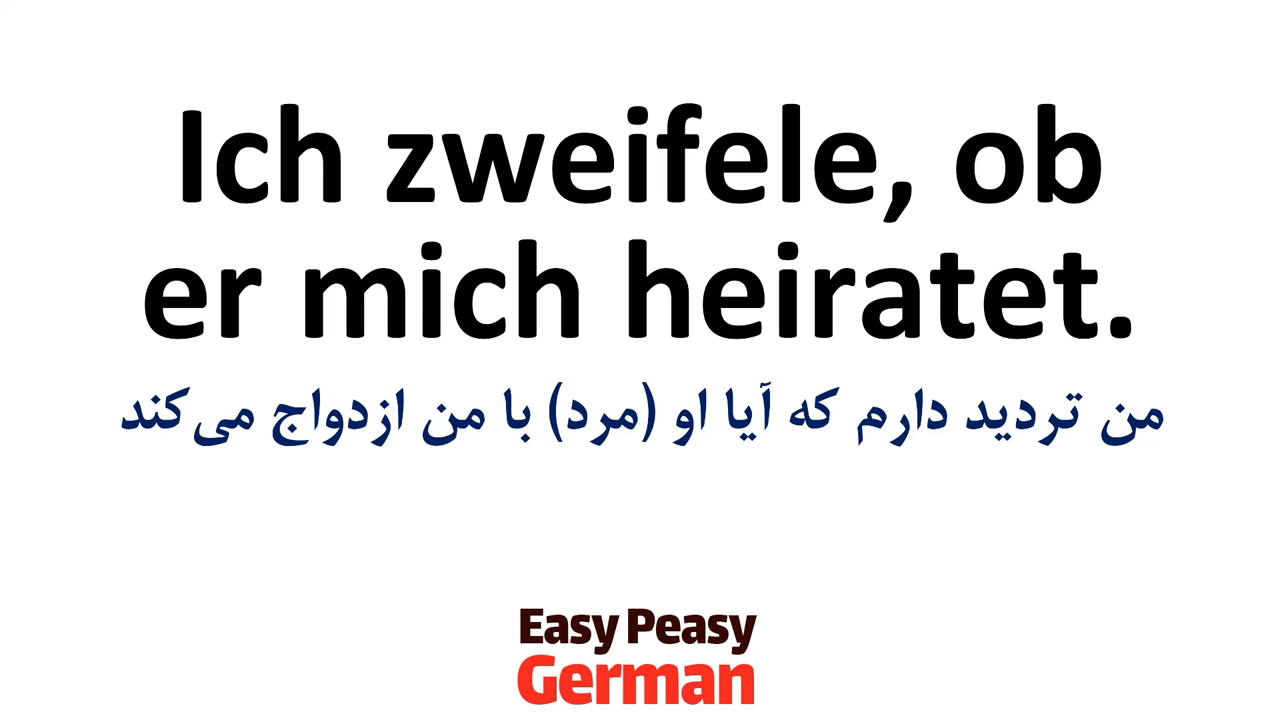 Ich zweifele, ob
er mich heiratet.
من تردید دارم که آیا او (مرد) با من ازدواج می‌کند
Easy Peasy
German